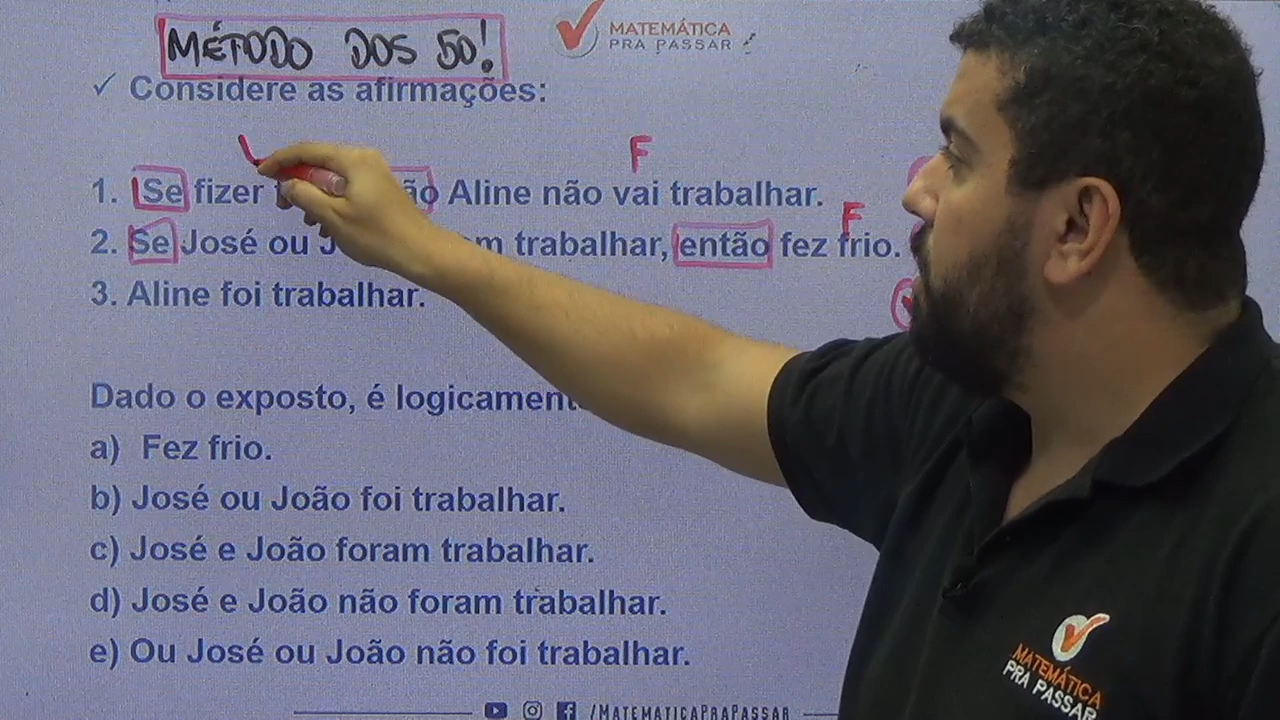 MÉTODO DOS 50!
MATEMÁTICA
PRA PASSAR
✓ Considere as afirmações:
F
1. Se fizer ão Aline não vai trabalhar.
F
2. Se José ou J m trabalhar, então fez frio.
3. Aline foi trabalhar.
Dado o exposto, é logicament
a) Fez frio.
b) José ou João foi trabalhar.
c) José e João foram trabalhar.
d) José e João não foram trabalhar.
e) Ou José ou João não foi trabalhar.
/MATEMATICAPRAPASSAR
MATEMÁTICA
PRA PASSAR